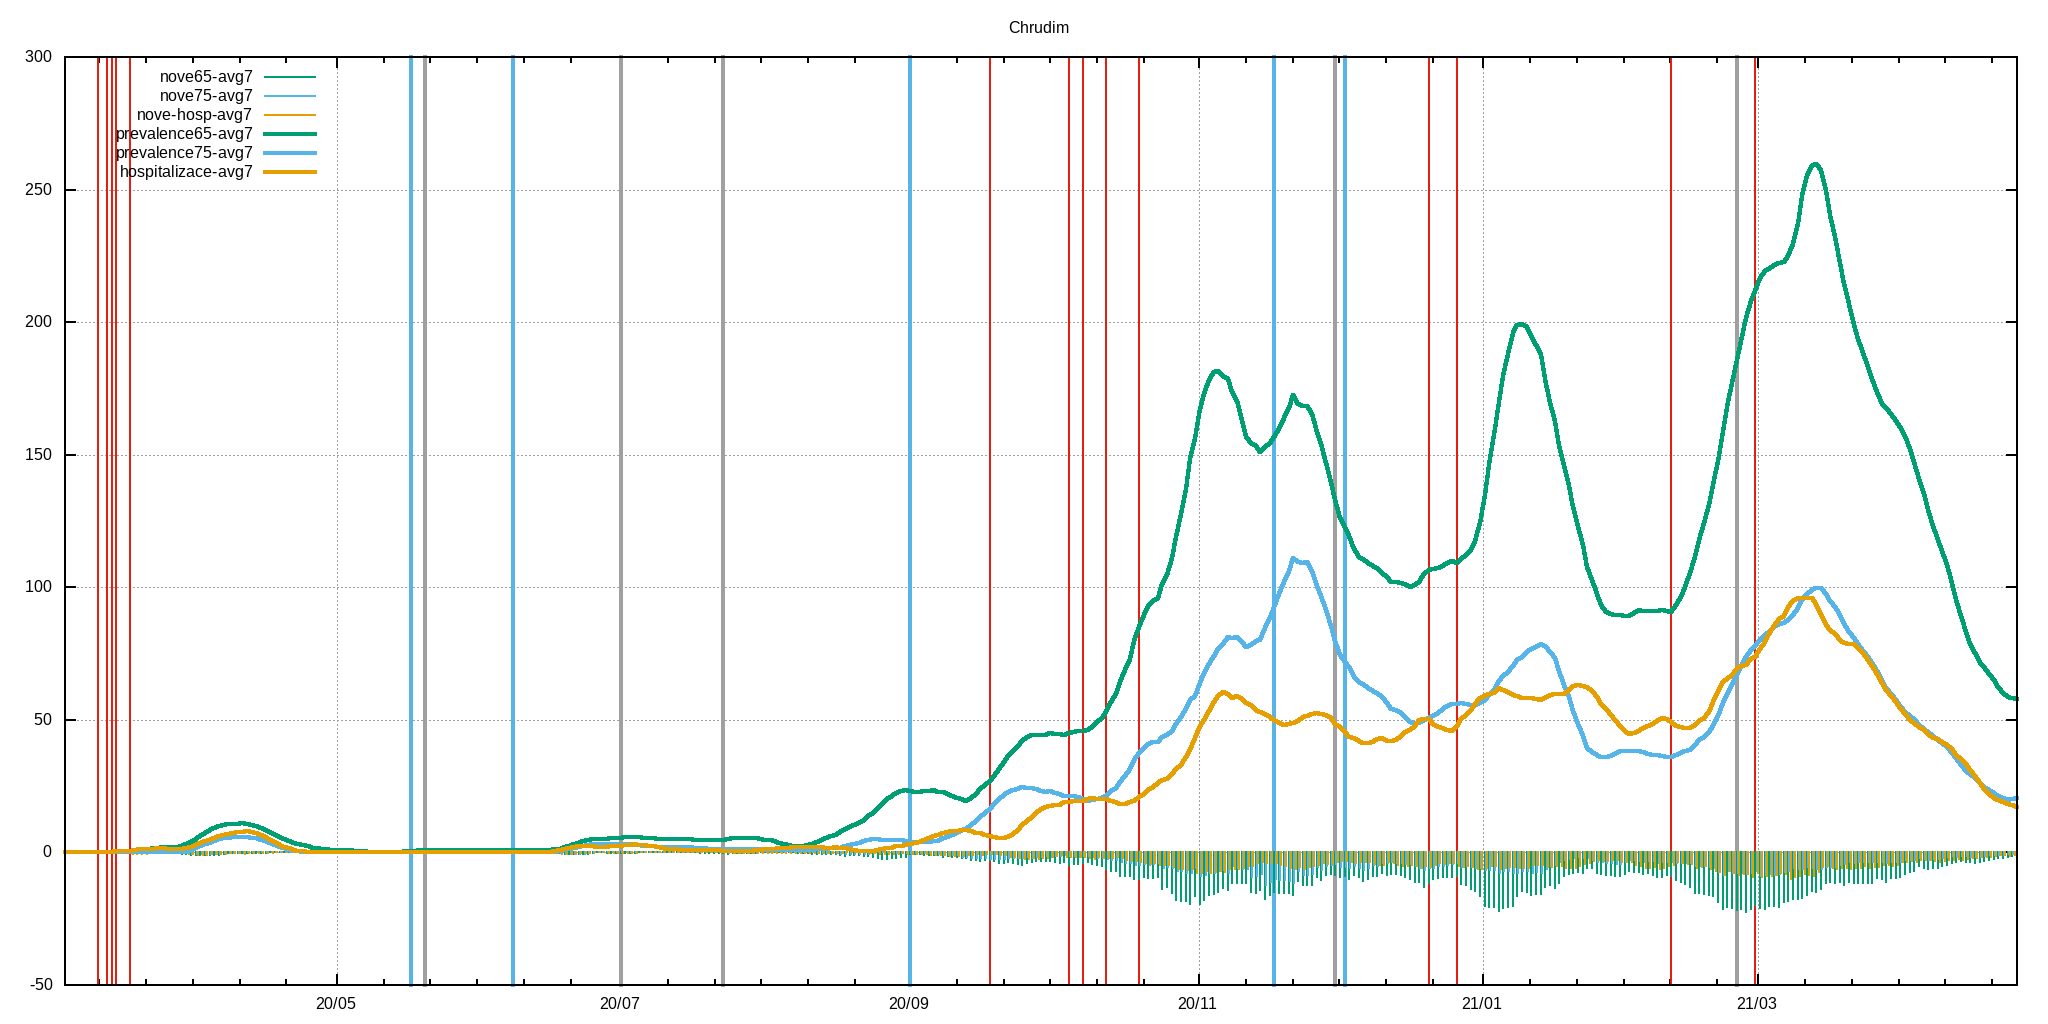 Chrudim
300
250
200
150
100
50
0
-50
nove65-avg7
nove75-avg7
nove-hosp-avg7
prevalence65-avg7
prevalence75-avg7
hospitalizace-avg7
20/05 20/07 20/09 20/11 21/01 21/03